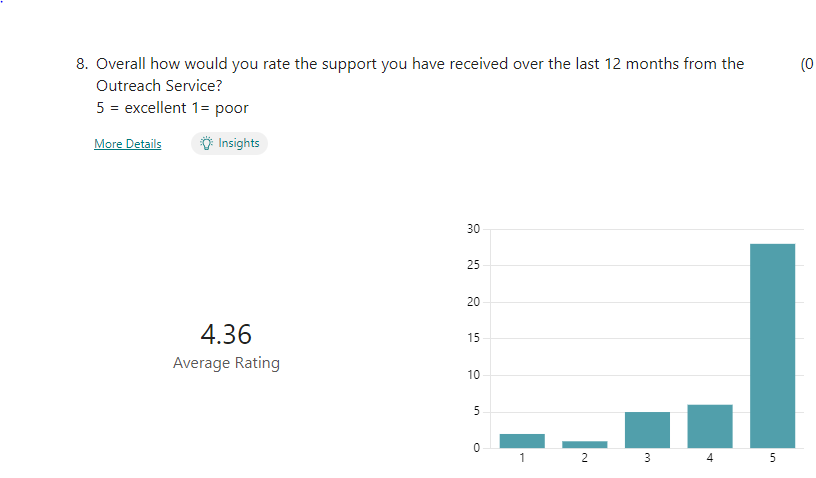 8. Overall how would you rate the support you have received over the last 12 months from the (0
Outreach Service?
5 = excellent 1= poor
More Details Insights
4.36
Average Rating
30
25
20
15
10
5
0
1 2 3 4 5